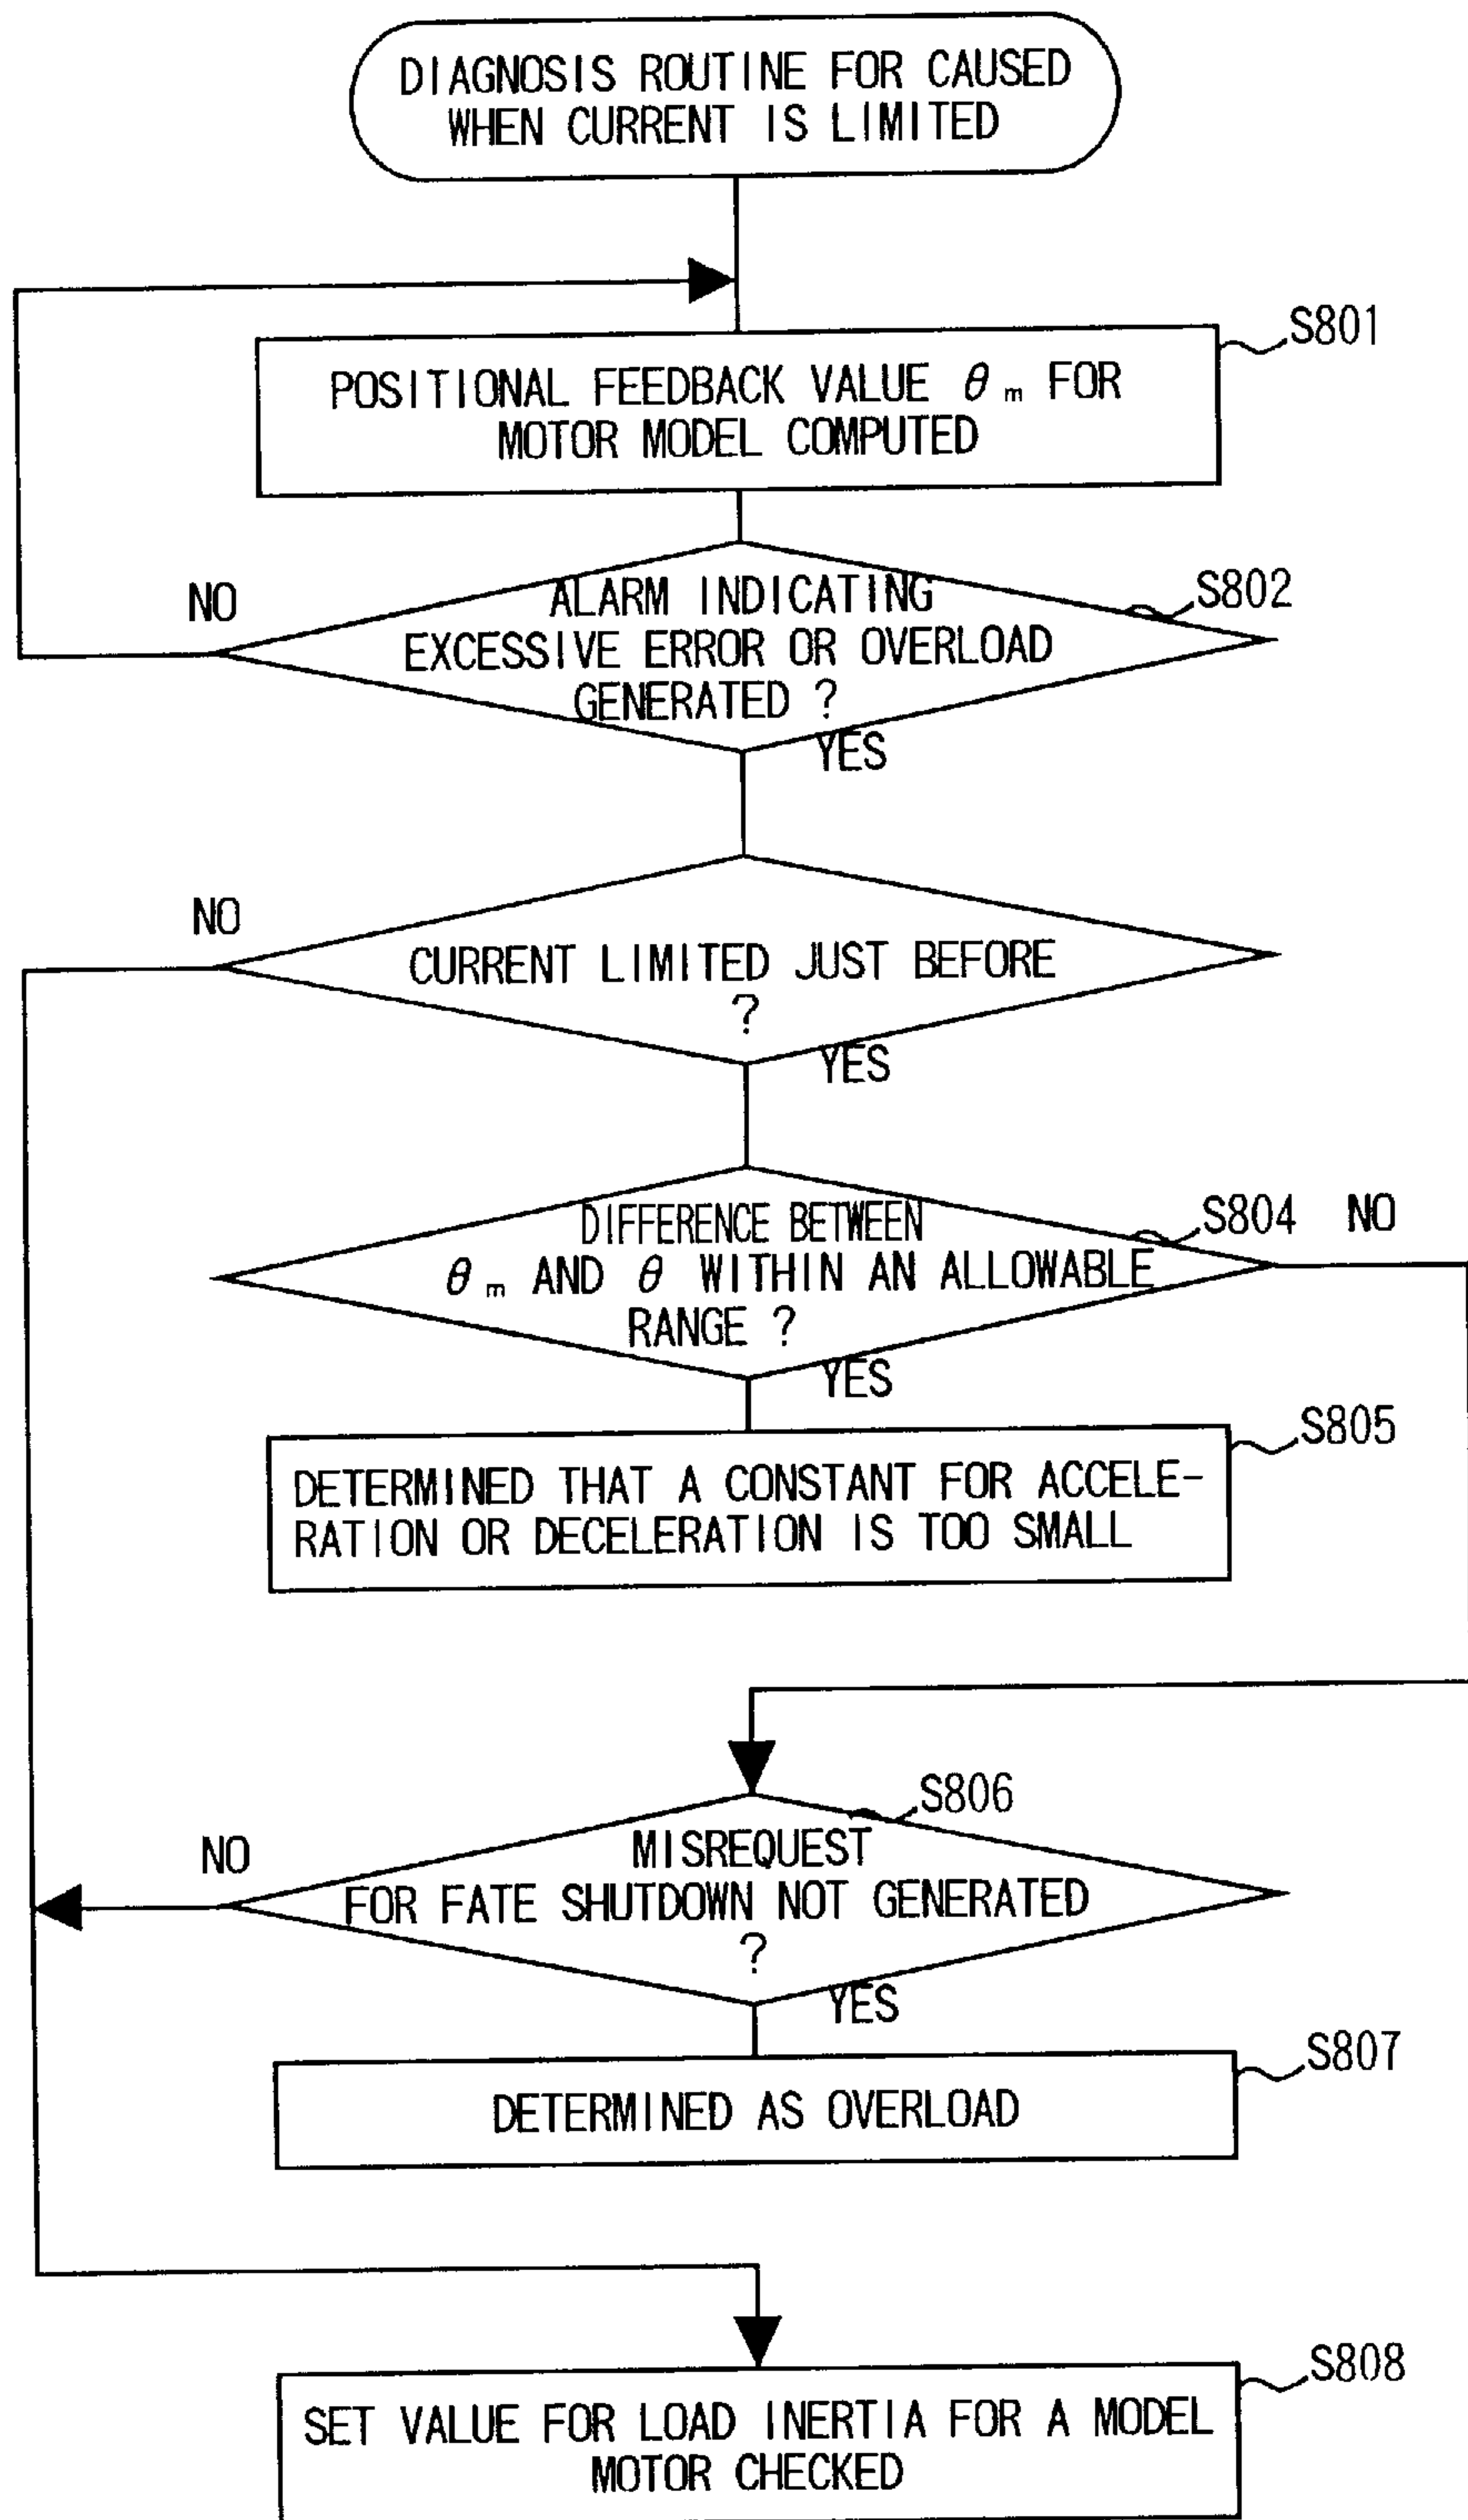 DIAGNOSIS ROUTINE FOR CAUSED
WHEN CURRENT IS LIMITED
S801
POSITIONAL FEEDBACK VALUE θm FOR
MOTOR MODEL COMPUTED
NO
S802
ALARM INDICATING
EXCESSIVE ERROR OR OVERLOAD
GENERATED ?
YES
NO
CURRENT LIMITED JUST BEFORE
?
YES
S804
NO
DIFFERENCE BETWEEN
θm AND θ WITHIN AN ALLOWABLE
RANGE ?
YES
S805
DETERMINED THAT A CONSTANT FOR ACCELE-
RATION OR DECELERATION IS TOO SMALL
S806
NO
MISREQUEST
FOR FATE SHUTDOWN NOT GENERATED
?
YES
S807
DETERMINED AS OVERLOAD
S808
SET VALUE FOR LOAD INERTIA FOR A MODEL
MOTOR CHECKED